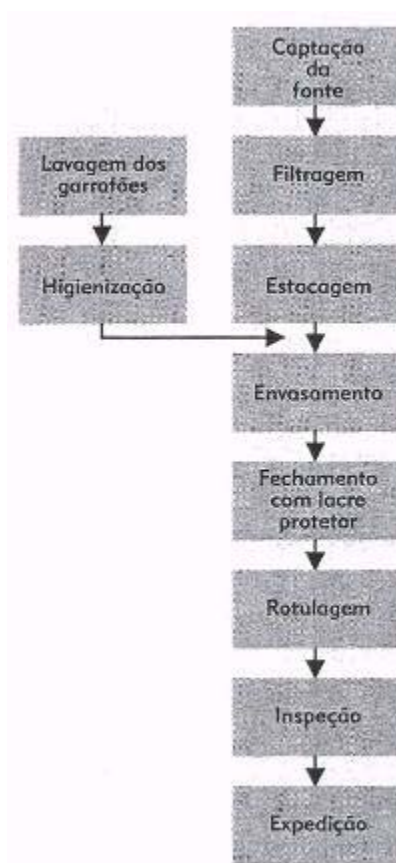 Captação
da
fonte
Lavagem dos
garrafões
Filtragem
Higienização
Estocagem
Envasamento
Fechamento
com lacre
protetor
Rotulagem
Inspeção
Expedição